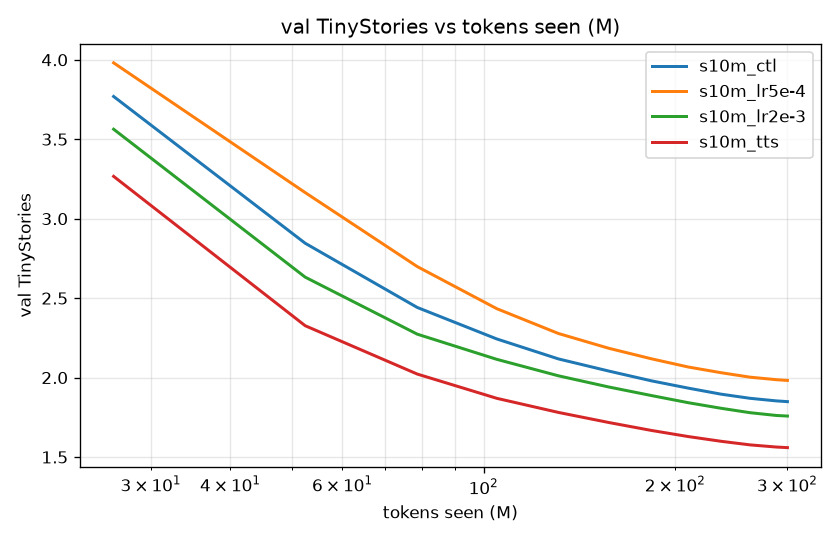 val TinyStories vs tokens seen (M)
s10m_ctl
s10m_lr5e-4
s10m_lr2e-3
s10m_tts
val TinyStories
4.0
3.5
3.0
2.5
2.0
1.5
3 × 10¹
4 × 10¹
6 × 10¹
10²
2 × 10²
3 × 10²
tokens seen (M)